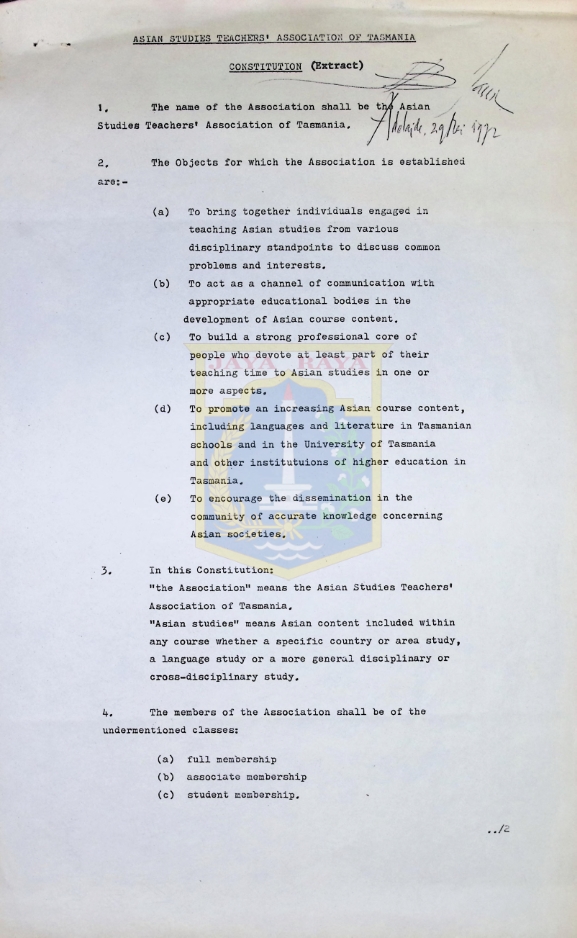 ASIAN STUDIES TEACHERS' ASSOCIATION OF TASMANIA
CONSTITUTION (Extract)
Adelaide, 29 Mei 1972
1. The name of the Association shall be the Asian
Studies Teachers' Association of Tasmania.
2. The Objects for which the Association is established
are:-
(a) To bring together individuals engaged in
teaching Asian studies from various
disciplinary standpoints to discuss common
problems and interests.
(b) To act as a channel of communication with
appropriate educational bodies in the
development of Asian course content.
(c) To build a strong professional core of
people who devote at least part of their
teaching time to Asian studies in one or
more aspects.
(d) To promote an increasing Asian course content,
including languages and literature in Tasmanian
schools and in the University of Tasmania
and other institutuions of higher education in
Tasmania.
(e) To encourage the dissemination in the
community of accurate knowledge concerning
Asian societies.
JAYA RAYA
3. In this Constitution:
"the Association" means the Asian Studies Teachers'
Association of Tasmania.
"Asian studies" means Asian content included within
any course whether a specific country or area study,
a language study or a more general disciplinary or
cross-disciplinary study.
4. The members of the Association shall be of the
undermentioned classes:
(a) full membership
(b) associate membership
(c) student membership.
../2